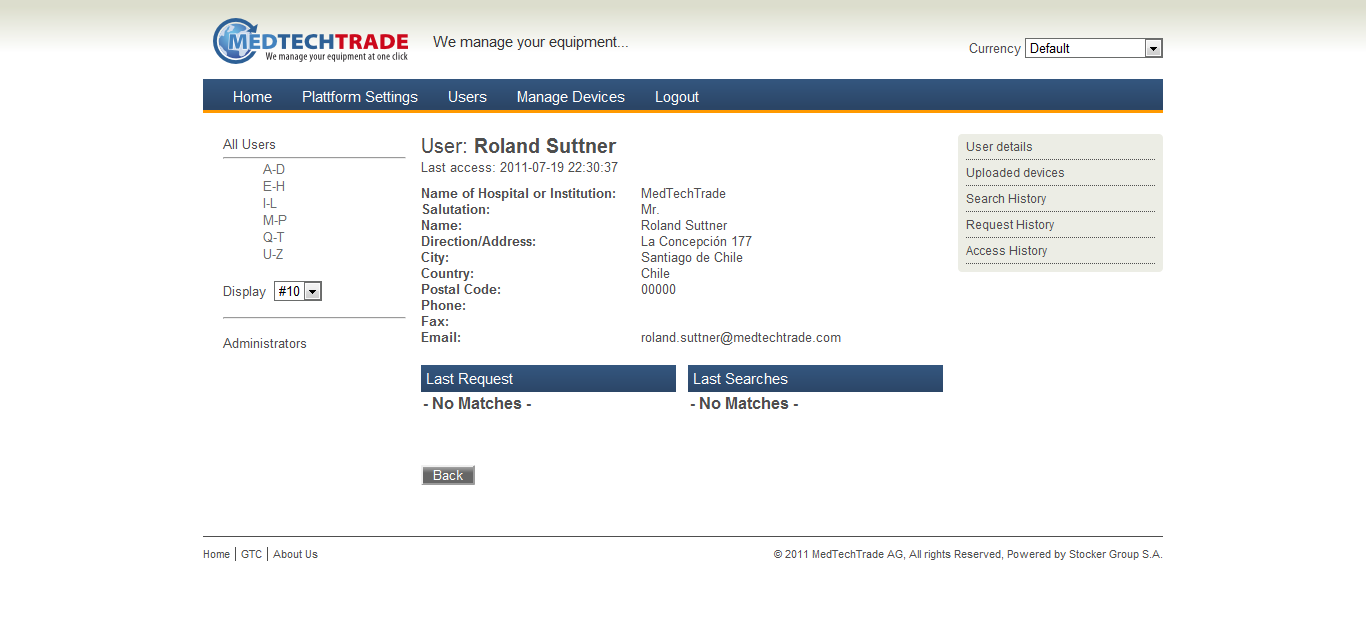 MEDTECHTRADE
We manage your equipment at one click
We manage your equipment...
Currency Default
Home Plattform Settings Users Manage Devices Logout
All Users
A-D
E-H
I-L
M-P
Q-T
U-Z
Display #10
Administrators
User: Roland Suttner
Last access: 2011-07-19 22:30:37
Name of Hospital or Institution: MedTechTrade
Salutation: Mr.
Name: Roland Suttner
Direction/Address: La Concepción 177
City: Santiago de Chile
Country: Chile
Postal Code: 00000
Phone:
Fax:
Email: roland.suttner@medtechtrade.com
Last Request
- No Matches -
Last Searches
- No Matches -
Back
User details
Uploaded devices
Search History
Request History
Access History
Home | GTC | About Us
© 2011 MedTechTrade AG, All rights Reserved, Powered by Stocker Group S.A.